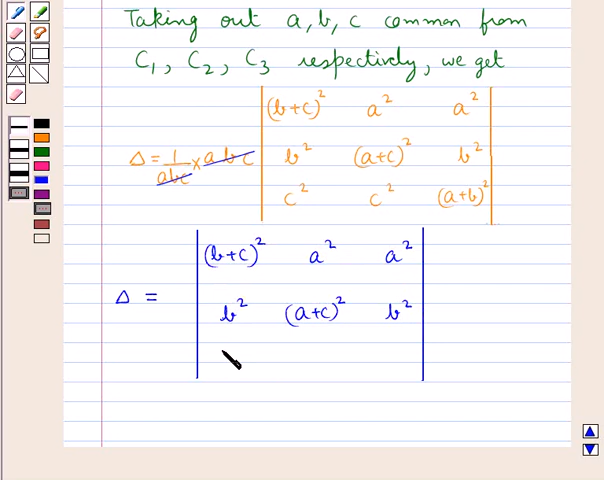 Taking out a, b, c common from
C₁, C₂, C₃ respectively, we get
(b+c)² a² a²
Δ = 1/abc × abc b² (a+c)² b²
c² c² (a+b)²
(b+c)² a² a²
Δ = b² (a+c)² b²